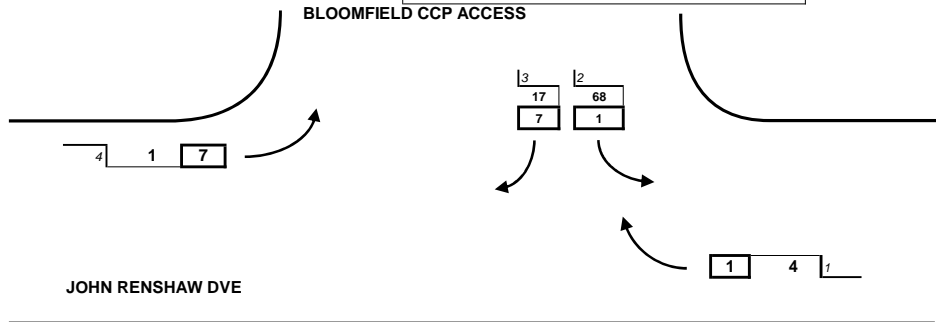 BLOOMFIELD CCP ACCESS
3 2
17 68
7 1
4 1 7
1 4 1
JOHN RENSHAW DVE